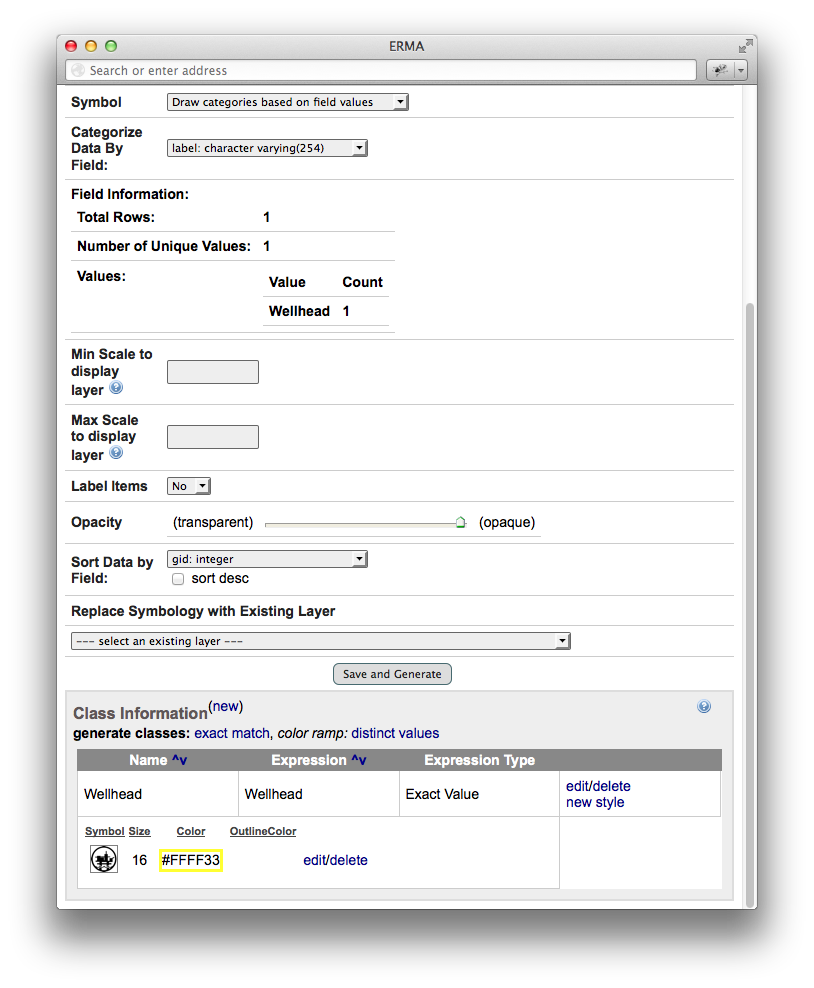 ERMA
Search or enter address
Symbol
Draw categories based on field values
Categorize
Data By
Field:
label: character varying(254)
Field Information:
Total Rows: 1
Number of Unique Values: 1
Values:
Value Count
Wellhead 1
Min Scale to
display
layer ?
Max Scale
to display
layer ?
Label Items No
Opacity (transparent) (opaque)
Sort Data by
Field:
gid: integer
sort desc
Replace Symbology with Existing Layer
--- select an existing layer ---
Save and Generate
Class Information(new) ?
generate classes: exact match, color ramp: distinct values
Name ^v Expression ^v Expression Type
Wellhead Wellhead Exact Value edit/delete
new style
Symbol Size Color OutlineColor
16 #FFFF33 edit/delete